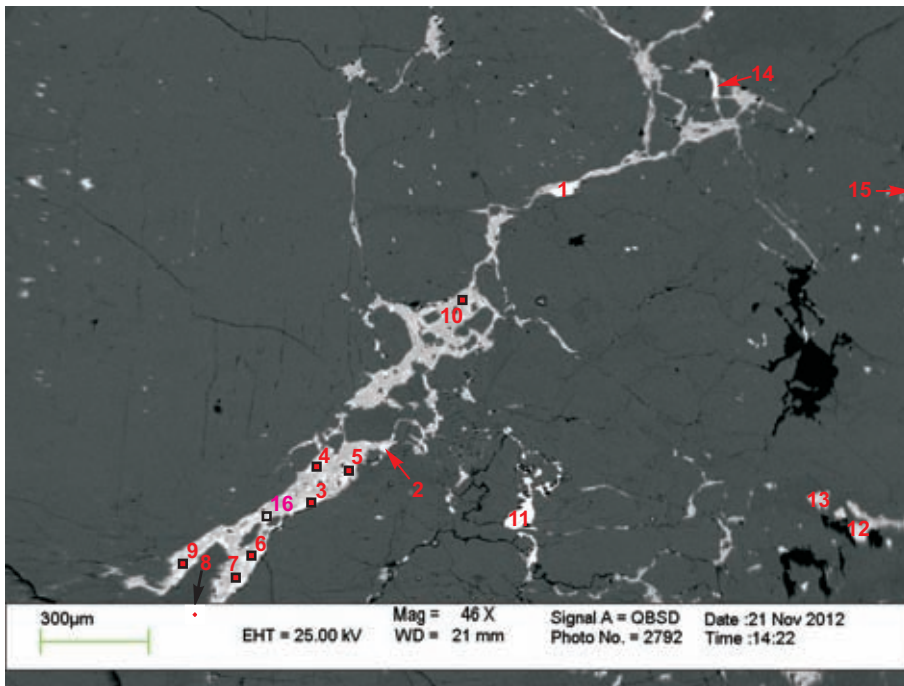 14
15
1
10
4
5
3
2
16
13
11
12
6
9
8
7
300µm
Mag = 46 X
Signal A = QBSD
Date :21 Nov 2012
EHT = 25.00 kV
WD = 21 mm
Photo No. = 2792
Time :14:22